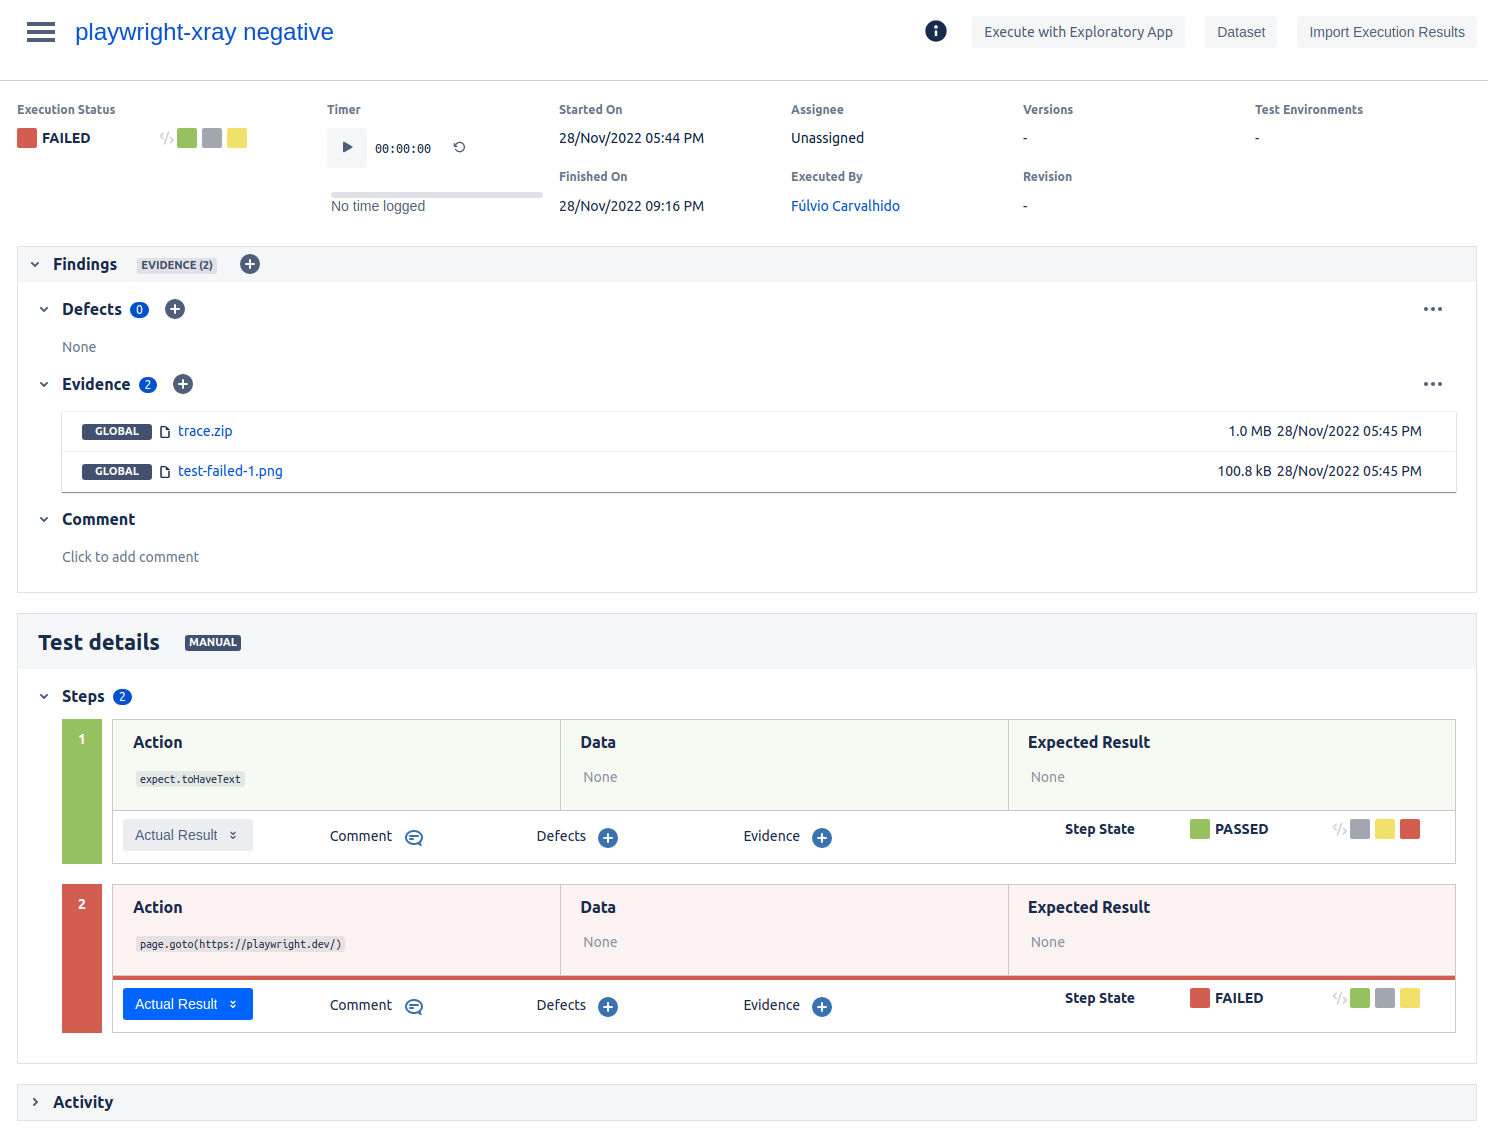 playwright-xray negative
Execute with Exploratory App
Dataset
Import Execution Results
Execution Status
Timer
Started On
Assignee
Versions
Test Environments
FAILED
00:00:00
28/Nov/2022 05:44 PM
Unassigned
-
-
Finished On
Executed By
Revision
No time logged
28/Nov/2022 09:16 PM
Fúlvio Carvalhido
-
Findings EVIDENCE (2)
Defects 0
None
Evidence 2
GLOBAL trace.zip 1.0 MB 28/Nov/2022 05:45 PM
GLOBAL test-failed-1.png 100.8 kB 28/Nov/2022 05:45 PM
Comment
Click to add comment
Test details MANUAL
Steps 2
1
Action
Data
Expected Result
expect.toHaveText
None
None
Actual Result
Comment
Defects
Evidence
Step State
PASSED
2
Action
Data
Expected Result
page.goto(https://playwright.dev/)
None
None
Actual Result
Comment
Defects
Evidence
Step State
FAILED
Activity